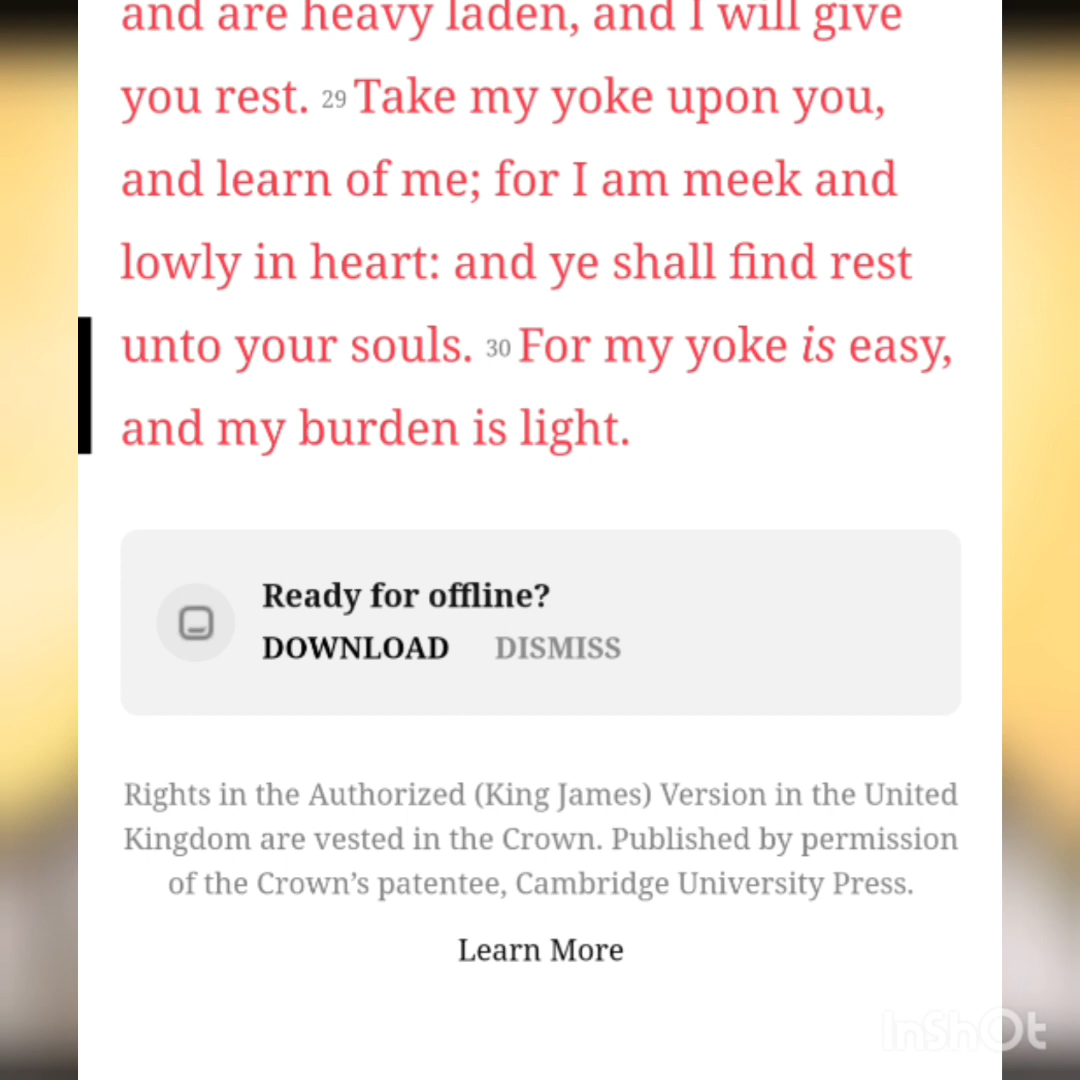 and are heavy laden, and I will give
you rest. 29 Take my yoke upon you,
and learn of me; for I am meek and
lowly in heart: and ye shall find rest
unto your souls. 30 For my yoke is easy,
and my burden is light.
Ready for offline?
DOWNLOAD DISMISS
Rights in the Authorized (King James) Version in the United
Kingdom are vested in the Crown. Published by permission
of the Crown’s patentee, Cambridge University Press.
Learn More
InShOt